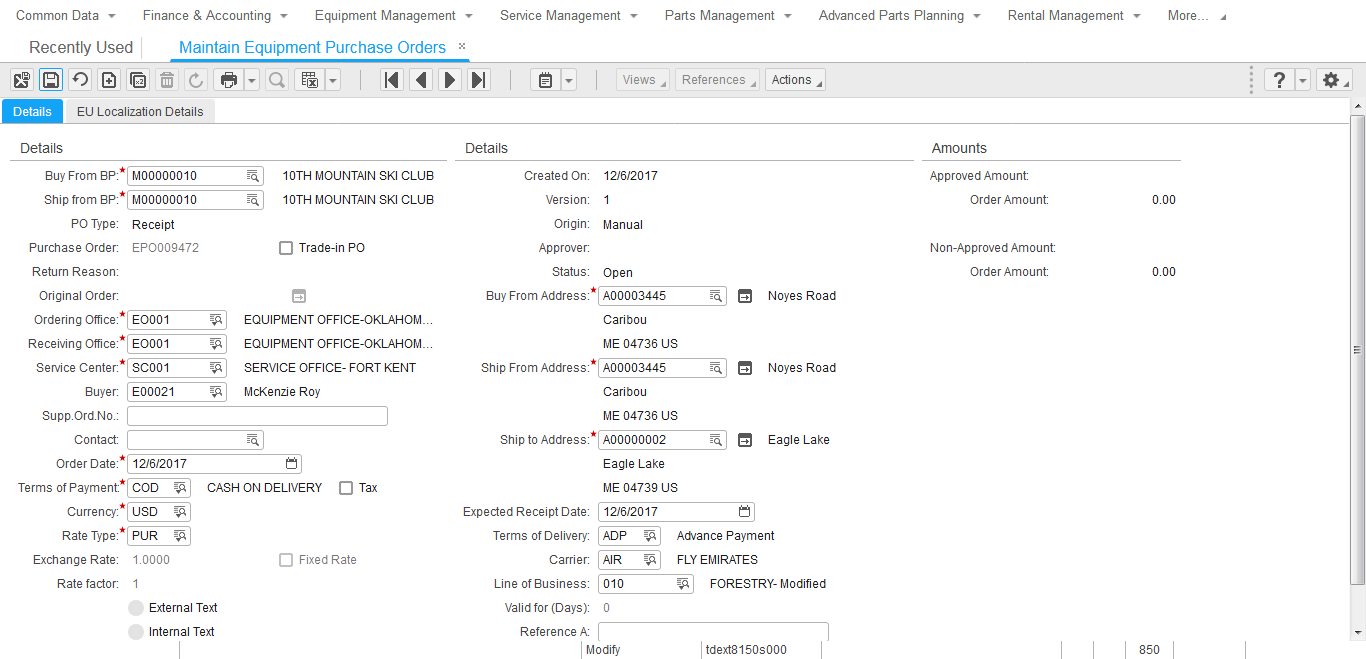 Common Data Finance & Accounting Equipment Management Service Management Parts Management Advanced Parts Planning Rental Management More...
Recently Used Maintain Equipment Purchase Orders ×
Views References Actions ?
Details EU Localization Details
Details
Buy From BP:* M00000010 10TH MOUNTAIN SKI CLUB
Ship from BP:* M00000010 10TH MOUNTAIN SKI CLUB
PO Type: Receipt
Purchase Order: EPO009472 Trade-in PO
Return Reason:
Original Order:
Ordering Office:* EO001 EQUIPMENT OFFICE-OKLAHOM...
Receiving Office:* EO001 EQUIPMENT OFFICE-OKLAHOM...
Service Center:* SC001 SERVICE OFFICE- FORT KENT
Buyer: E00021 McKenzie Roy
Supp.Ord.No.:
Contact:
Order Date:* 12/6/2017
Terms of Payment:* COD CASH ON DELIVERY Tax
Currency:* USD
Rate Type:* PUR
Exchange Rate: 1.0000 Fixed Rate
Rate factor: 1
External Text
Internal Text
Details
Created On: 12/6/2017
Version: 1
Origin: Manual
Approver:
Status: Open
Buy From Address:* A00003445 Noyes Road
Caribou
ME 04736 US
Ship From Address:* A00003445 Noyes Road
Caribou
ME 04736 US
Ship to Address:* A00000002 Eagle Lake
Eagle Lake
ME 04739 US
Expected Receipt Date: 12/6/2017
Terms of Delivery: ADP Advance Payment
Carrier: AIR FLY EMIRATES
Line of Business: 010 FORESTRY- Modified
Valid for (Days): 0
Reference A:
Amounts
Approved Amount:
Order Amount: 0.00
Non-Approved Amount:
Order Amount: 0.00
Modify tdext8150s000 850